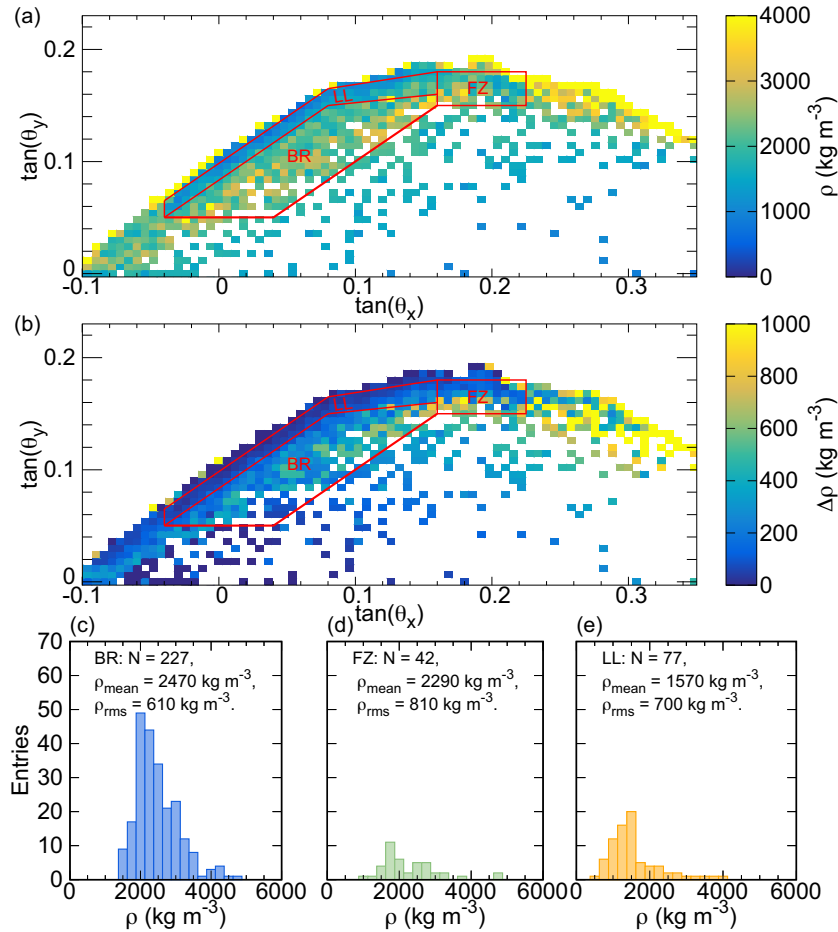 (a)
0.2
0.1
0
tan(θy)
LL
FZ
BR
-0.1 0 0.1 0.2 0.3
tan(θx)
4000
3000
2000
1000
0
ρ (kg m⁻³)
(b)
0.2
0.1
0
tan(θy)
LL
FZ
BR
-0.1 0 0.1 0.2 0.3
tan(θx)
1000
800
600
400
200
0
Δρ (kg m⁻³)
(c)
70
60
50
40
30
20
10
0
Entries
BR: N = 227,
ρmean = 2470 kg m⁻³,
ρrms = 610 kg m⁻³.
0 2000 4000 6000
ρ (kg m⁻³)
(d)
FZ: N = 42,
ρmean = 2290 kg m⁻³,
ρrms = 810 kg m⁻³.
0 2000 4000 6000
ρ (kg m⁻³)
(e)
LL: N = 77,
ρmean = 1570 kg m⁻³,
ρrms = 700 kg m⁻³.
0 2000 4000 6000
ρ (kg m⁻³)